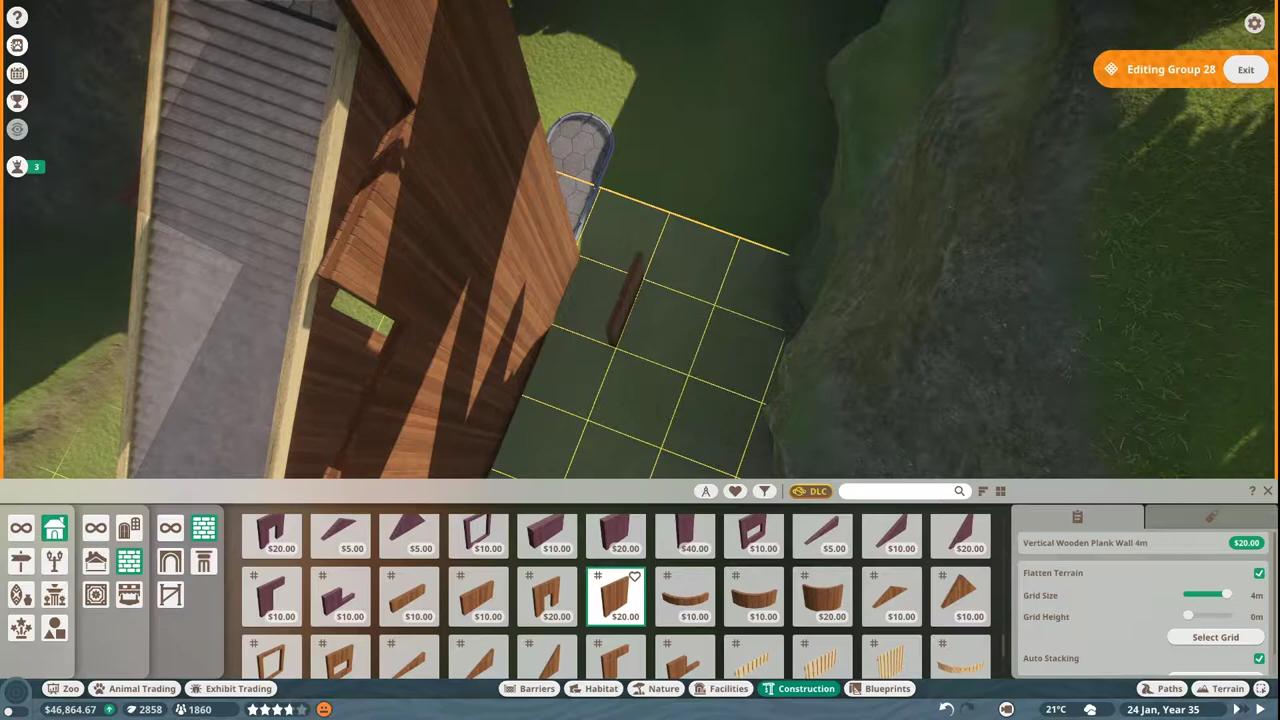 ?
Editing Group 28
Exit
3
DLC
? ×
$20.00 $5.00 $5.00 $10.00 $10.00 $20.00 $40.00 $10.00 $5.00 $10.00 $20.00
Vertical Wooden Plank Wall 4m $20.00
$10.00 $10.00 $10.00 $10.00 $20.00 $20.00 $10.00 $10.00 $20.00 $10.00 $10.00
Flatten Terrain
Grid Size 4m
Grid Height 0m
Select Grid
Auto Stacking
Zoo Animal Trading Exhibit Trading Barriers Habitat Nature Facilities Construction Blueprints Paths Terrain
$46,864.67 2858 1860 21°C 24 Jan, Year 35